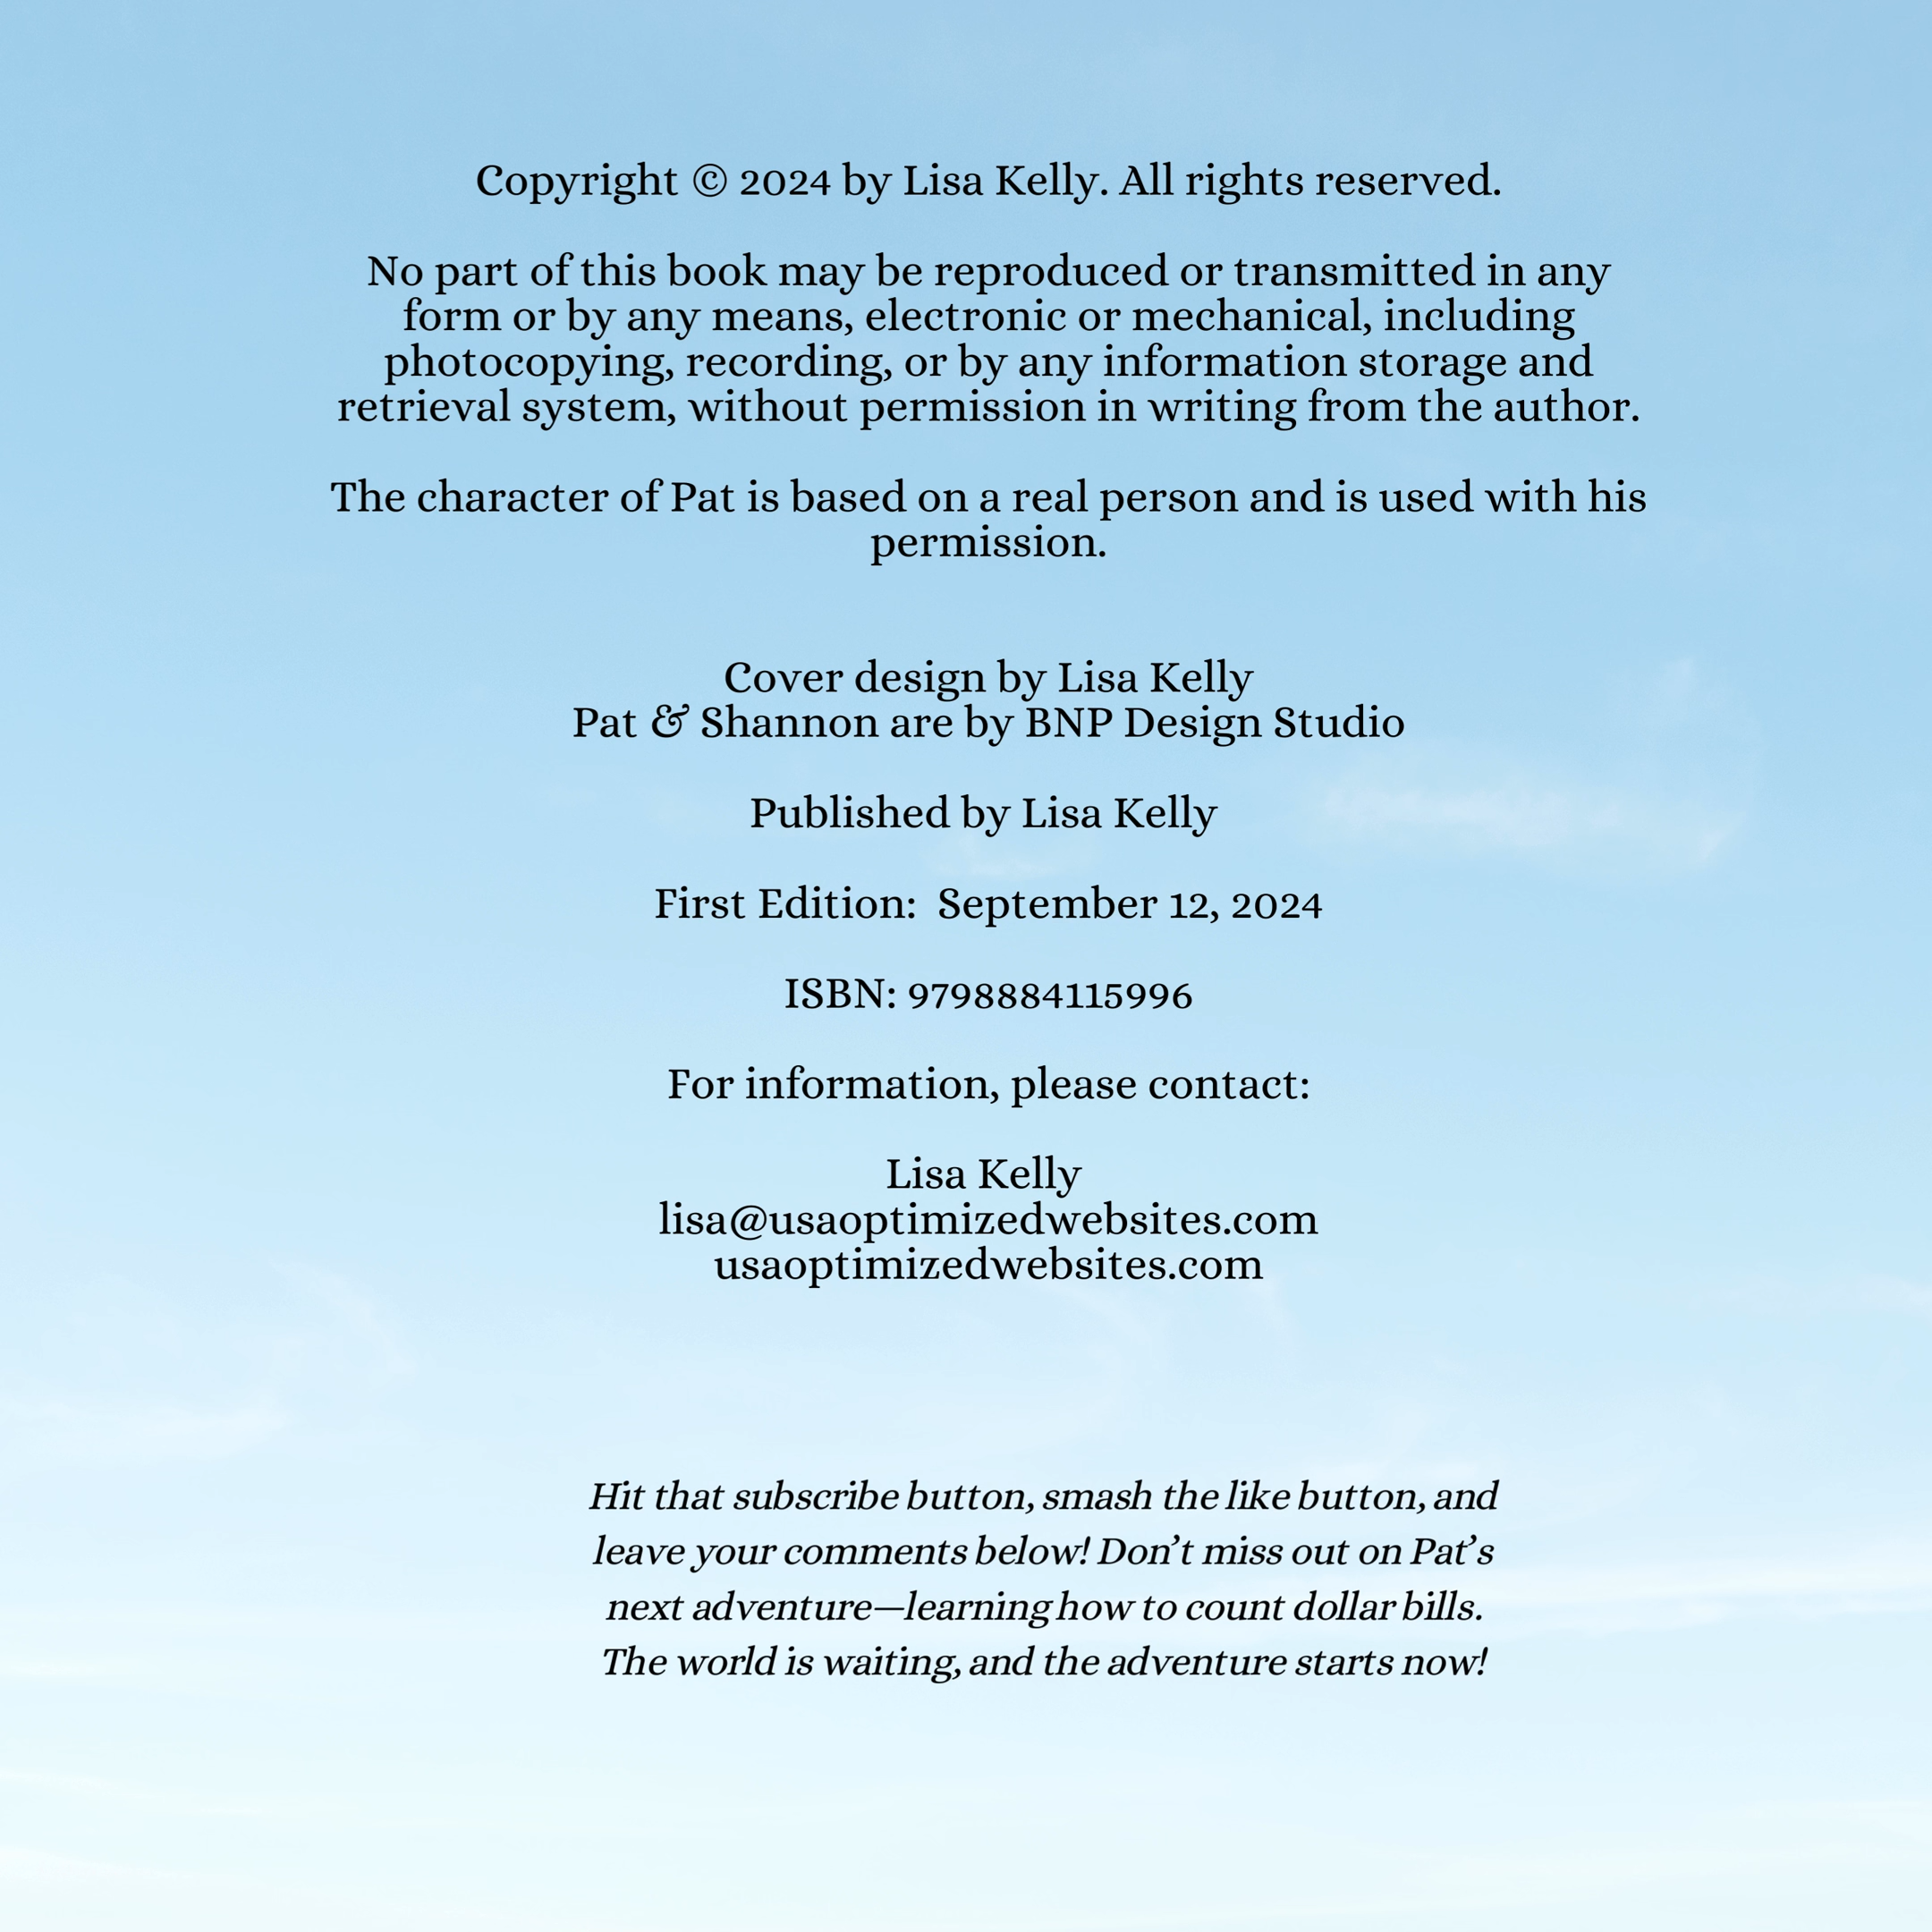 Copyright © 2024 by Lisa Kelly. All rights reserved.
No part of this book may be reproduced or transmitted in any
form or by any means, electronic or mechanical, including
photocopying, recording, or by any information storage and
retrieval system, without permission in writing from the author.
The character of Pat is based on a real person and is used with his
permission.
Cover design by Lisa Kelly
Pat & Shannon are by BNP Design Studio
Published by Lisa Kelly
First Edition:  September 12, 2024
ISBN: 9798884115996
For information, please contact:
Lisa Kelly
lisa@usaoptimizedwebsites.com
usaoptimizedwebsites.com
Hit that subscribe button, smash the like button, and
leave your comments below! Don’t miss out on Pat’s
next adventure—learning how to count dollar bills.
The world is waiting, and the adventure starts now!